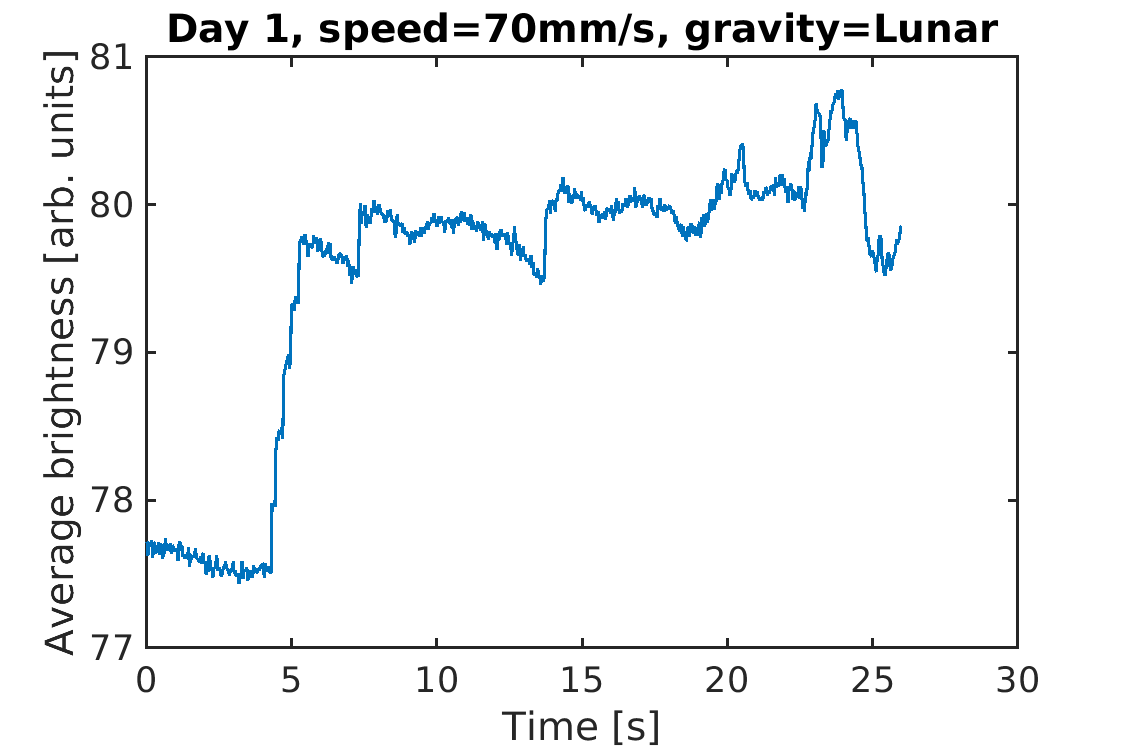 Day 1, speed=70mm/s, gravity=Lunar
Average brightness [arb. units]
81
80
79
78
77
0 5 10 15 20 25 30
Time [s]